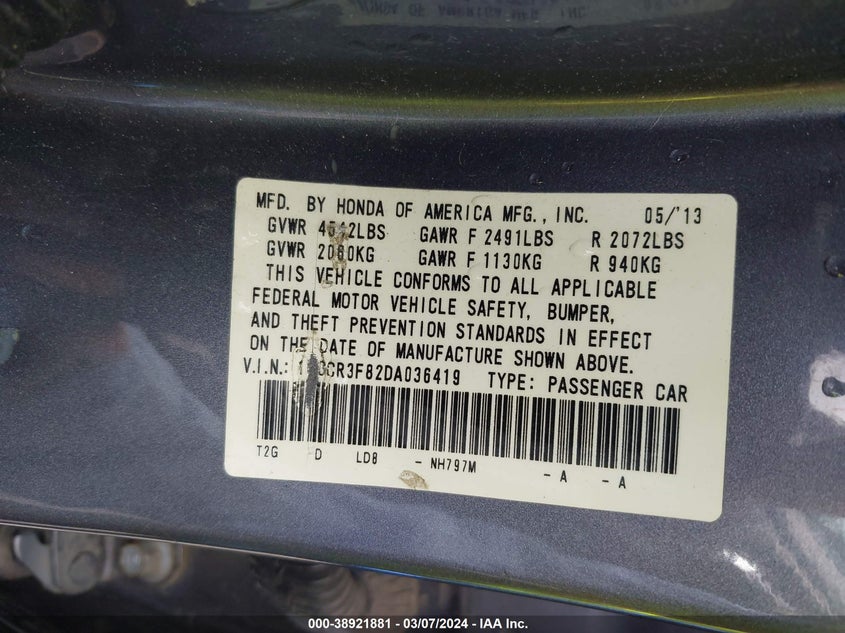 MFD. BY HONDA OF AMERICA MFG., INC. 05/'13
GVWR GAWR F 2491LBS R 2072LBS
GVWR GAWR F 1130KG R 940KG
THIS VEHICLE CONFORMS TO ALL APPLICABLE
FEDERAL MOTOR VEHICLE SAFETY, BUMPER,
AND THEFT PREVENTION STANDARDS IN EFFECT
ON THE DATE OF MANUFACTURE SHOWN ABOVE.
V.I.N.: TYPE: PASSENGER CAR
T2G D LD8 - NH797M - A - A
000-38921881 - 03/07/2024 - IAA Inc.